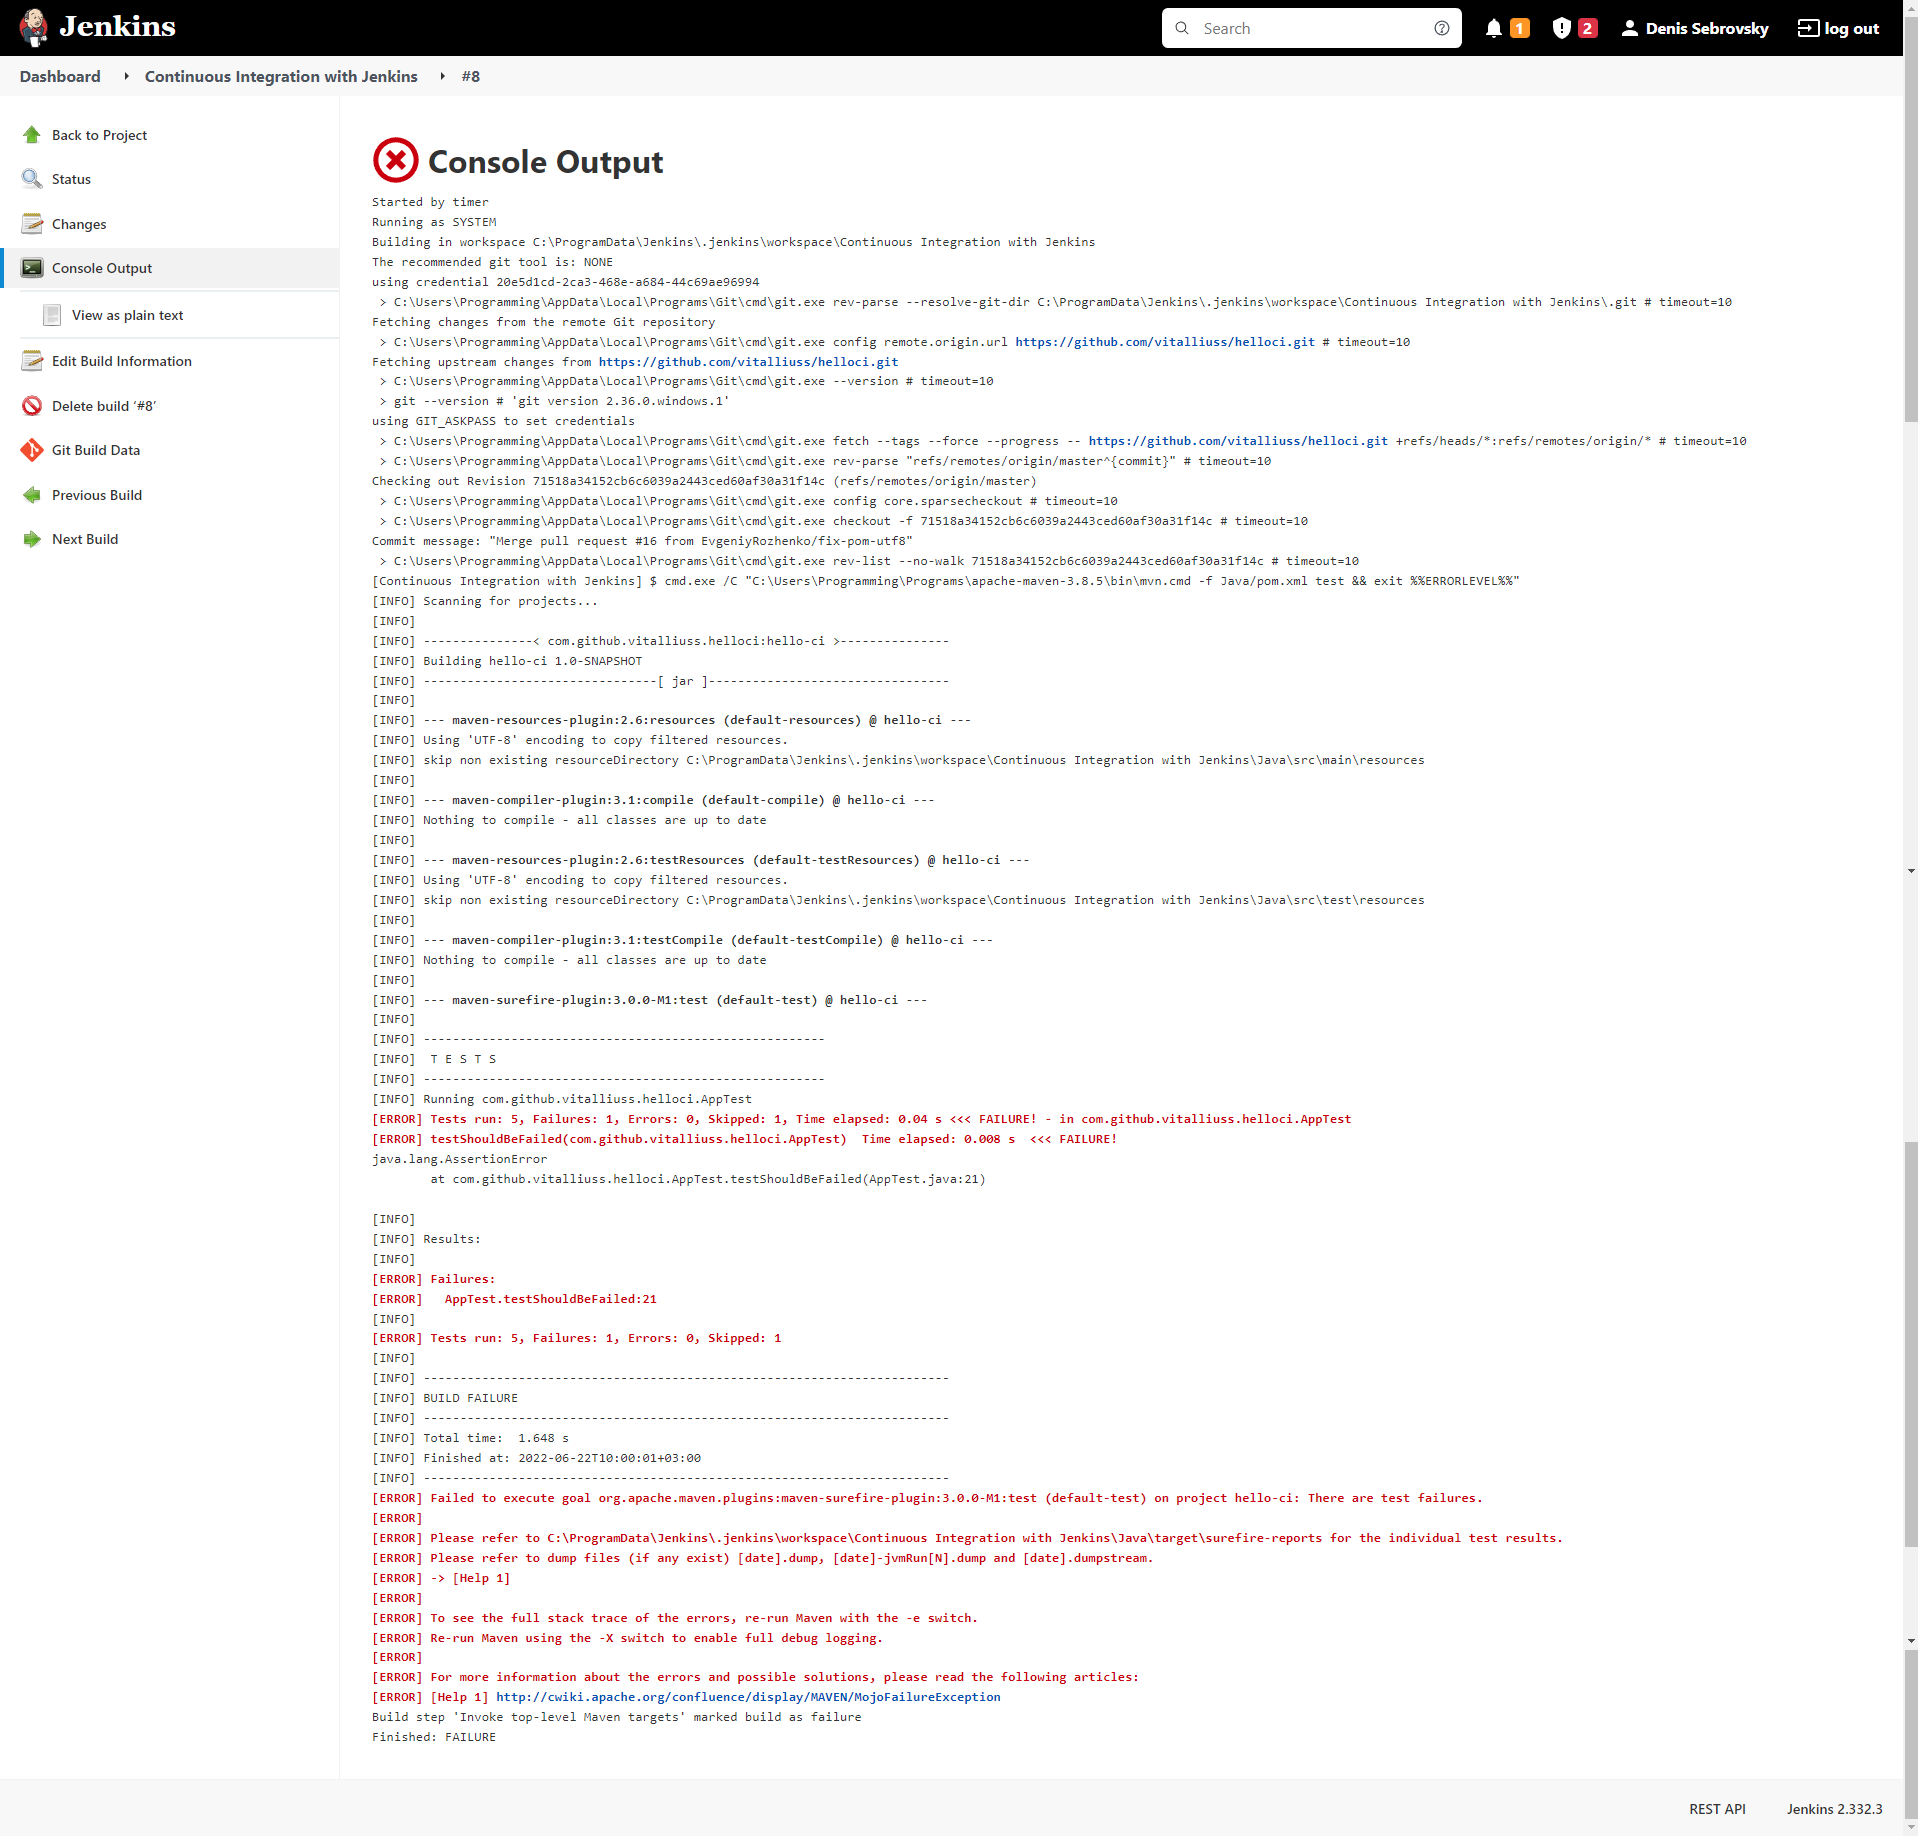 Jenkins
Search
1
2
Denis Sebrovsky
log out
Dashboard
Continuous Integration with Jenkins
#8
Back to Project
Status
Changes
Console Output
View as plain text
Edit Build Information
Delete build ‘#8’
Git Build Data
Previous Build
Next Build
Console Output
Started by timer
Running as SYSTEM
Building in workspace C:\ProgramData\Jenkins\.jenkins\workspace\Continuous Integration with Jenkins
The recommended git tool is: NONE
using credential 20e5d1cd-2ca3-468e-a684-44c69ae96994
 > C:\Users\Programming\AppData\Local\Programs\Git\cmd\git.exe rev-parse --resolve-git-dir C:\ProgramData\Jenkins\.jenkins\workspace\Continuous Integration with Jenkins\.git # timeout=10
Fetching changes from the remote Git repository
 > C:\Users\Programming\AppData\Local\Programs\Git\cmd\git.exe config remote.origin.url https://github.com/vitalliuss/helloci.git # timeout=10
Fetching upstream changes from https://github.com/vitalliuss/helloci.git
 > C:\Users\Programming\AppData\Local\Programs\Git\cmd\git.exe --version # timeout=10
 > git --version # 'git version 2.36.0.windows.1'
using GIT_ASKPASS to set credentials
 > C:\Users\Programming\AppData\Local\Programs\Git\cmd\git.exe fetch --tags --force --progress -- https://github.com/vitalliuss/helloci.git +refs/heads/*:refs/remotes/origin/* # timeout=10
 > C:\Users\Programming\AppData\Local\Programs\Git\cmd\git.exe rev-parse "refs/remotes/origin/master^{commit}" # timeout=10
Checking out Revision 71518a34152cb6c6039a2443ced60af30a31f14c (refs/remotes/origin/master)
 > C:\Users\Programming\AppData\Local\Programs\Git\cmd\git.exe config core.sparsecheckout # timeout=10
 > C:\Users\Programming\AppData\Local\Programs\Git\cmd\git.exe checkout -f 71518a34152cb6c6039a2443ced60af30a31f14c # timeout=10
Commit message: "Merge pull request #16 from EvgeniyRozhenko/fix-pom-utf8"
 > C:\Users\Programming\AppData\Local\Programs\Git\cmd\git.exe rev-list --no-walk 71518a34152cb6c6039a2443ced60af30a31f14c # timeout=10
[Continuous Integration with Jenkins] $ cmd.exe /C "C:\Users\Programming\Programs\apache-maven-3.8.5\bin\mvn.cmd -f Java/pom.xml test && exit %%ERRORLEVEL%%"
[INFO] Scanning for projects...
[INFO]
[INFO] ---------------< com.github.vitalliuss.helloci:hello-ci >---------------
[INFO] Building hello-ci 1.0-SNAPSHOT
[INFO] --------------------------------[ jar ]---------------------------------
[INFO]
[INFO] --- maven-resources-plugin:2.6:resources (default-resources) @ hello-ci ---
[INFO] Using 'UTF-8' encoding to copy filtered resources.
[INFO] skip non existing resourceDirectory C:\ProgramData\Jenkins\.jenkins\workspace\Continuous Integration with Jenkins\Java\src\main\resources
[INFO]
[INFO] --- maven-compiler-plugin:3.1:compile (default-compile) @ hello-ci ---
[INFO] Nothing to compile - all classes are up to date
[INFO]
[INFO] --- maven-resources-plugin:2.6:testResources (default-testResources) @ hello-ci ---
[INFO] Using 'UTF-8' encoding to copy filtered resources.
[INFO] skip non existing resourceDirectory C:\ProgramData\Jenkins\.jenkins\workspace\Continuous Integration with Jenkins\Java\src\test\resources
[INFO]
[INFO] --- maven-compiler-plugin:3.1:testCompile (default-testCompile) @ hello-ci ---
[INFO] Nothing to compile - all classes are up to date
[INFO]
[INFO] --- maven-surefire-plugin:3.0.0-M1:test (default-test) @ hello-ci ---
[INFO]
[INFO] -------------------------------------------------------
[INFO]  T E S T S
[INFO] -------------------------------------------------------
[INFO] Running com.github.vitalliuss.helloci.AppTest
[ERROR] Tests run: 5, Failures: 1, Errors: 0, Skipped: 1, Time elapsed: 0.04 s <<< FAILURE! - in com.github.vitalliuss.helloci.AppTest
[ERROR] testShouldBeFailed(com.github.vitalliuss.helloci.AppTest)  Time elapsed: 0.008 s  <<< FAILURE!
java.lang.AssertionError
	at com.github.vitalliuss.helloci.AppTest.testShouldBeFailed(AppTest.java:21)
[INFO]
[INFO] Results:
[INFO]
[ERROR] Failures:
[ERROR]   AppTest.testShouldBeFailed:21
[INFO]
[ERROR] Tests run: 5, Failures: 1, Errors: 0, Skipped: 1
[INFO]
[INFO] ------------------------------------------------------------------------
[INFO] BUILD FAILURE
[INFO] ------------------------------------------------------------------------
[INFO] Total time:  1.648 s
[INFO] Finished at: 2022-06-22T10:00:01+03:00
[INFO] ------------------------------------------------------------------------
[ERROR] Failed to execute goal org.apache.maven.plugins:maven-surefire-plugin:3.0.0-M1:test (default-test) on project hello-ci: There are test failures.
[ERROR]
[ERROR] Please refer to C:\ProgramData\Jenkins\.jenkins\workspace\Continuous Integration with Jenkins\Java\target\surefire-reports for the individual test results.
[ERROR] Please refer to dump files (if any exist) [date].dump, [date]-jvmRun[N].dump and [date].dumpstream.
[ERROR] -> [Help 1]
[ERROR]
[ERROR] To see the full stack trace of the errors, re-run Maven with the -e switch.
[ERROR] Re-run Maven using the -X switch to enable full debug logging.
[ERROR]
[ERROR] For more information about the errors and possible solutions, please read the following articles:
[ERROR] [Help 1] http://cwiki.apache.org/confluence/display/MAVEN/MojoFailureException
Build step 'Invoke top-level Maven targets' marked build as failure
Finished: FAILURE
REST API
Jenkins 2.332.3